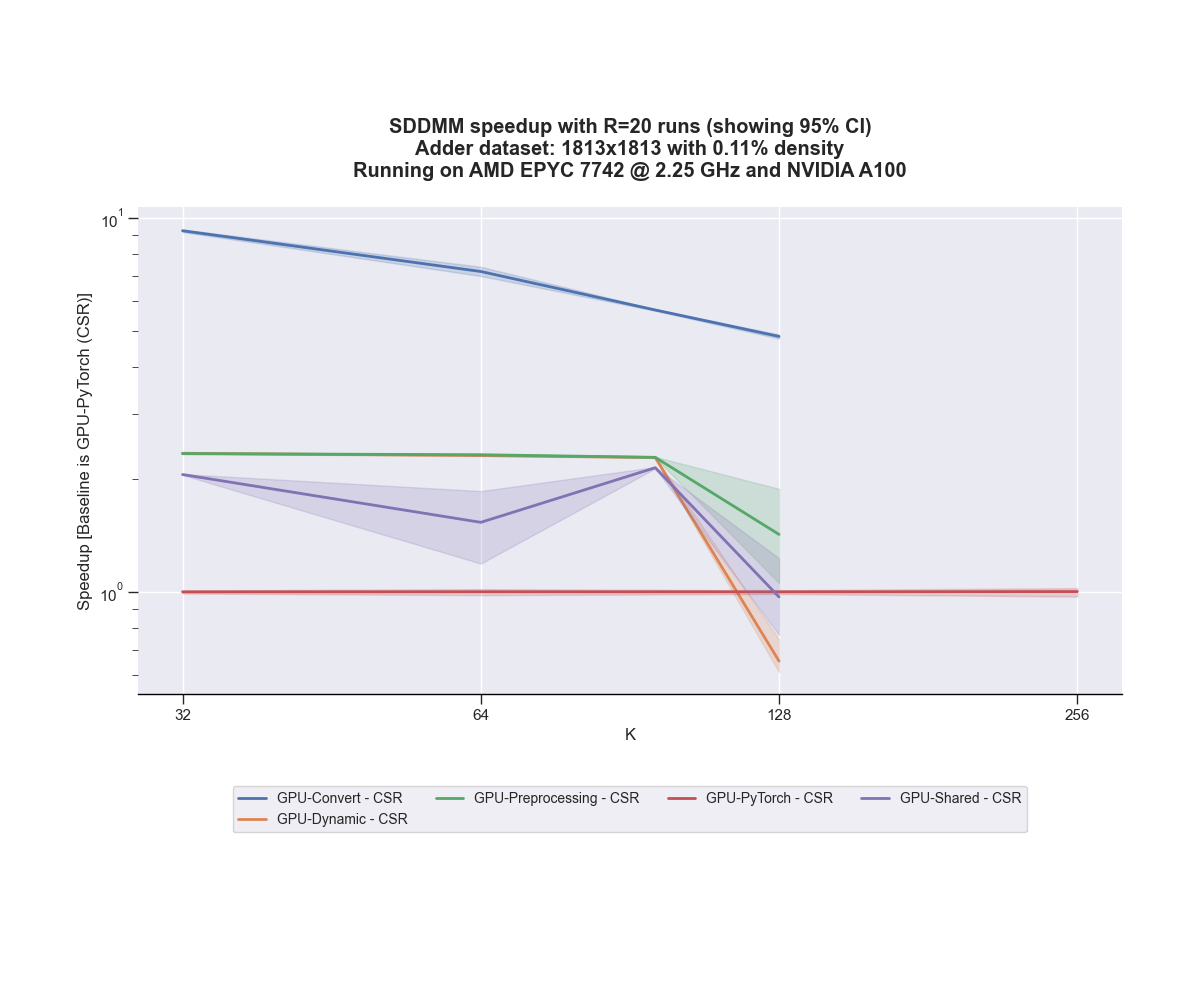 SDDMM speedup with R=20 runs (showing 95% CI)
Adder dataset: 1813x1813 with 0.11% density
Running on AMD EPYC 7742 @ 2.25 GHz and NVIDIA A100
10^1
10^0
Speedup [Baseline is GPU-PyTorch (CSR)]
32 64 128 256
K
GPU-Convert - CSR GPU-Preprocessing - CSR GPU-PyTorch - CSR GPU-Shared - CSR
GPU-Dynamic - CSR